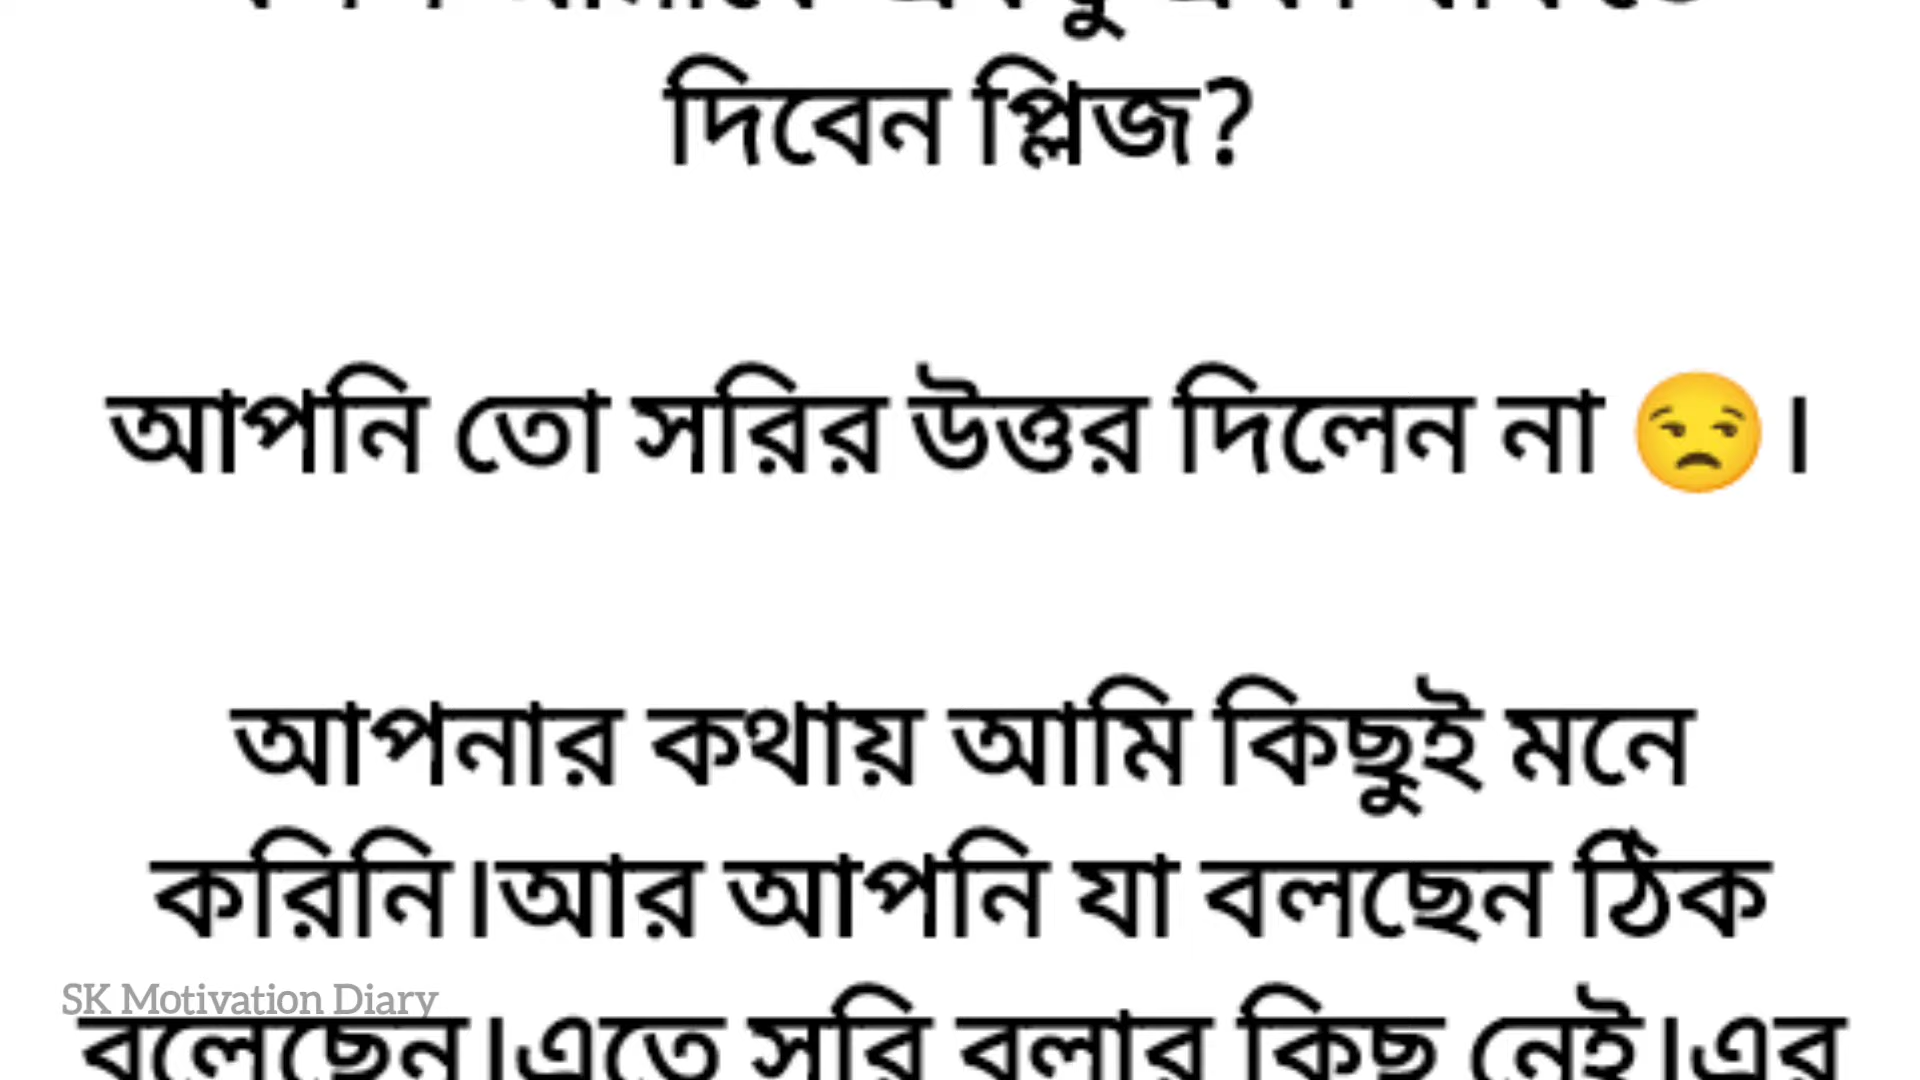 দিবেন প্লিজ?
আপনি তো সরির উত্তর দিলেন না 😒।
আপনার কথায় আমি কিছুই মনে
করিনি।আর আপনি যা বলছেন ঠিক
SK Motivation Diary
বলেছেন।এতে সরি বলার কিছু নেই।এর